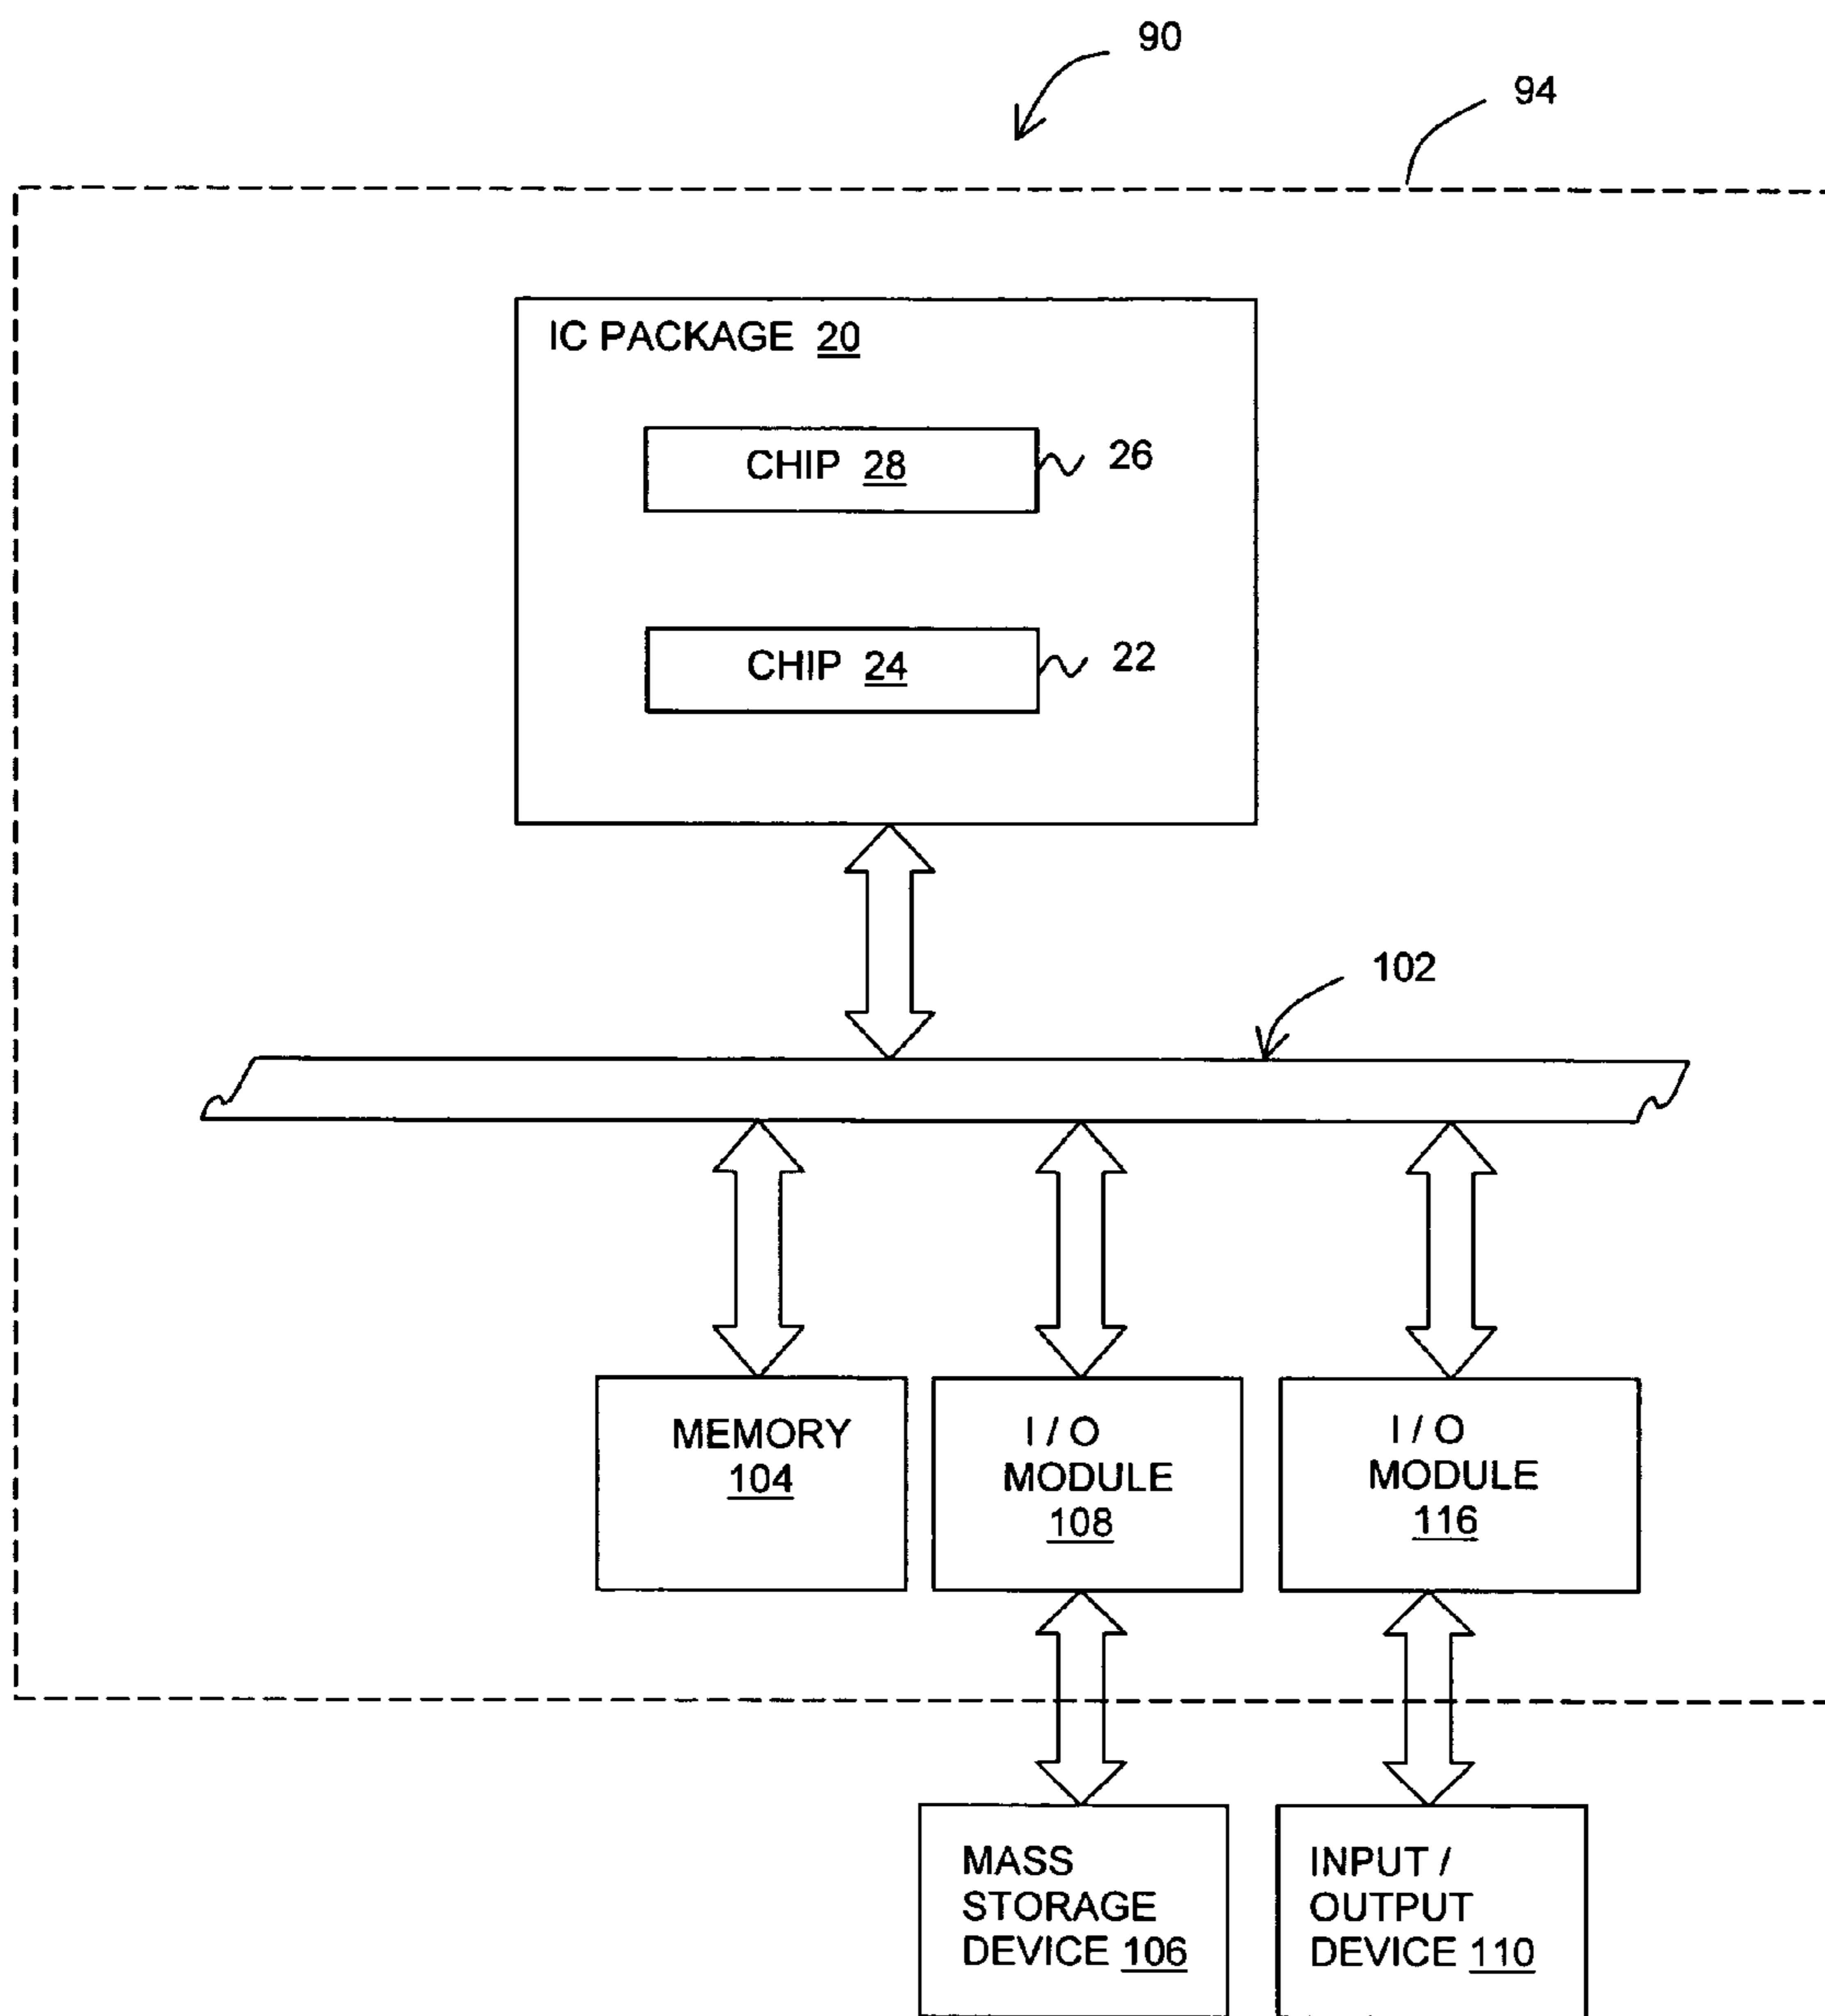 90
94
IC PACKAGE 20
CHIP 28
26
CHIP 24
22
102
MEMORY
104
I / O
MODULE
108
I / O
MODULE
116
MASS
STORAGE
DEVICE 106
INPUT /
OUTPUT
DEVICE 110